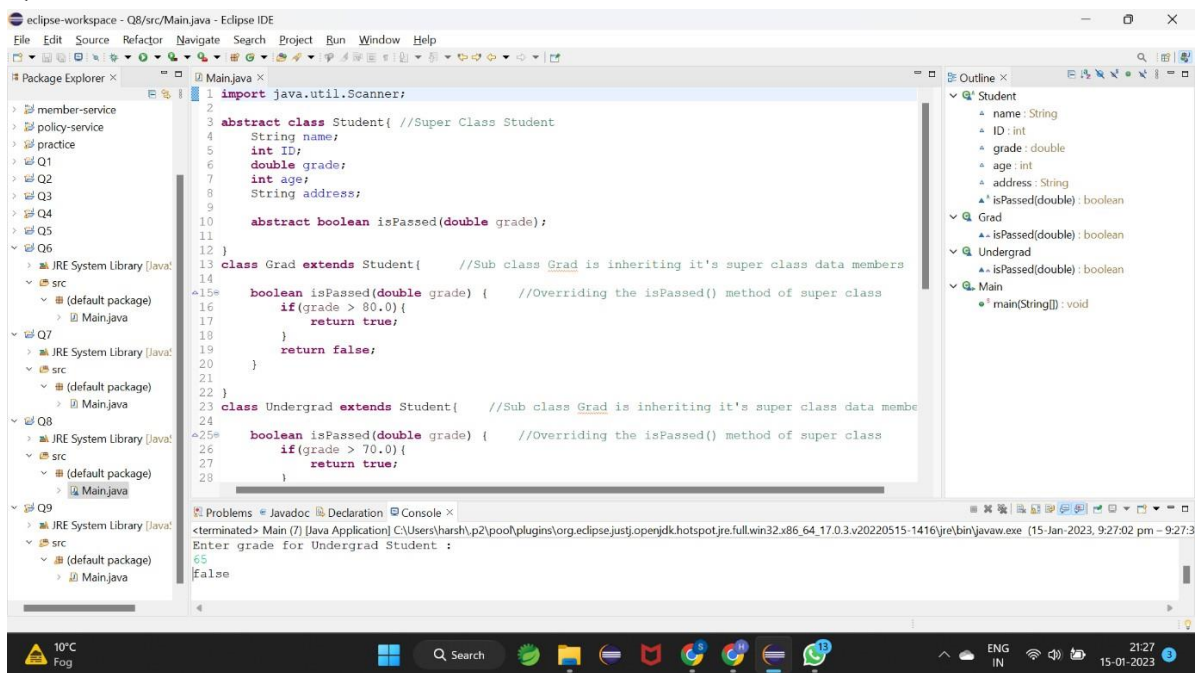 eclipse-workspace - Q8/src/Main.java - Eclipse IDE
File Edit Source Refactor Navigate Search Project Run Window Help
Package Explorer ×
member-service
policy-service
practice
Q1
Q2
Q3
Q4
Q5
Q6
JRE System Library [JavaS
src
(default package)
Main.java
Q7
JRE System Library [JavaS
src
(default package)
Main.java
Q8
JRE System Library [JavaS
src
(default package)
Main.java
Q9
JRE System Library [JavaS
src
(default package)
Main.java
Main.java ×
1 import java.util.Scanner;
2
3 abstract class Student{ //Super Class Student
4 String name;
5 int ID;
6 double grade;
7 int age;
8 String address;
9
10 abstract boolean isPassed(double grade);
11
12 }
13 class Grad extends Student{ //Sub class Grad is inheriting it's super class data members
14
15 boolean isPassed(double grade) { //Overriding the isPassed() method of super class
16 if(grade > 80.0){
17 return true;
18 }
19 return false;
20 }
21
22 }
23 class Undergrad extends Student{ //Sub class Grad is inheriting it's super class data membe
24
25 boolean isPassed(double grade) { //Overriding the isPassed() method of super class
26 if(grade > 70.0){
27 return true;
28 }
Outline ×
Student
name : String
ID : int
grade : double
age : int
address : String
isPassed(double) : boolean
Grad
isPassed(double) : boolean
Undergrad
isPassed(double) : boolean
Main
main(String[]) : void
Problems Javadoc Declaration Console ×
<terminated> Main (7) [Java Application] C:\Users\harsh\.p2\pool\plugins\org.eclipse.justj.openjdk.hotspot.jre.full.win32.x86_64_17.0.3.v20220515-1416\jre\bin\javaw.exe (15-Jan-2023, 9:27:02 pm – 9:27:3
Enter grade for Undergrad Student :
65
false
10°C
Fog
Search
S
H
13
ENG
IN
21:27
15-01-2023
3